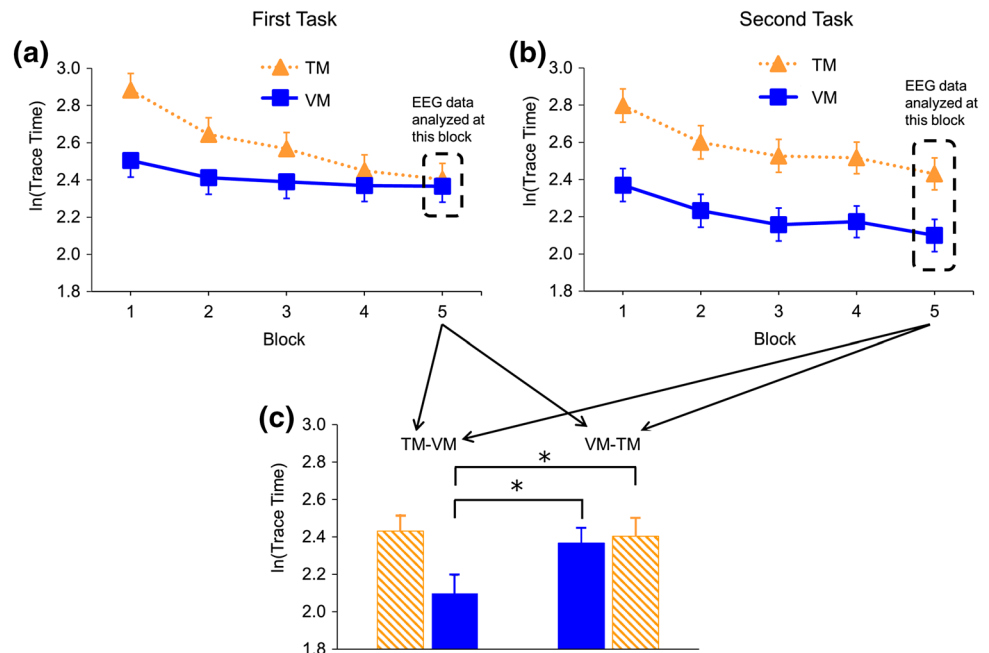 First Task
Second Task
(a)
(b)
ln(Trace Time)
3.0
2.8
2.6
2.4
2.2
2.0
1.8
TM
VM
EEG data
analyzed at
this block
1 2 3 4 5
Block
ln(Trace Time)
3.0
2.8
2.6
2.4
2.2
2.0
1.8
TM
VM
EEG data
analyzed at
this block
1 2 3 4 5
Block
(c)
ln(Trace Time)
3.0
2.8
2.6
2.4
2.2
2.0
1.8
TM-VM
VM-TM
*
*